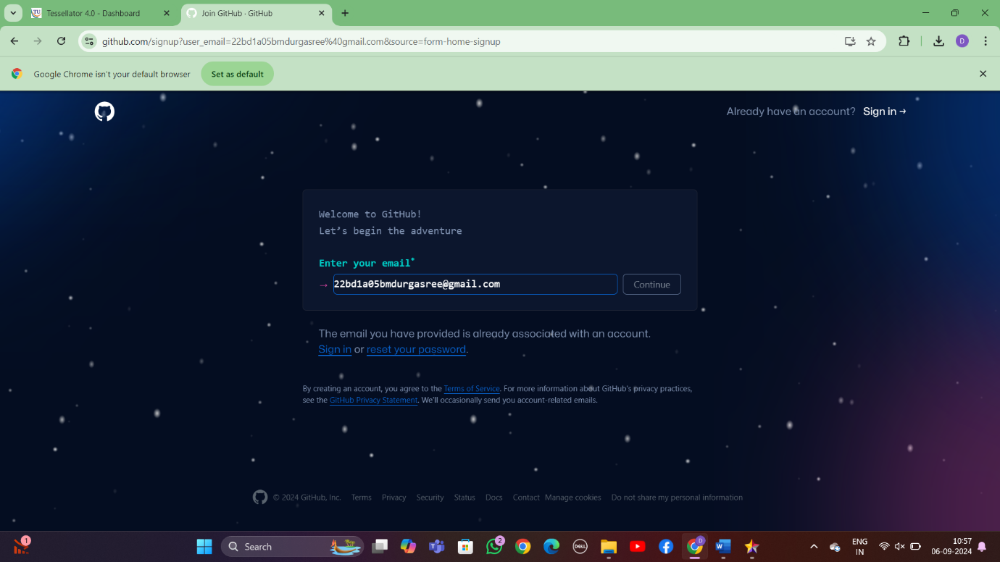 Tessellator 4.0 - Dashboard
Join GitHub · GitHub
github.com/signup?user_email=22bd1a05bmdurgasree%40gmail.com&source=form-home-signup
D
Google Chrome isn't your default browser
Set as default
Already have an account? Sign in →
Welcome to GitHub!
Let’s begin the adventure
Enter your email*
→ 22bd1a05bmdurgasree@gmail.com
Continue
The email you have provided is already associated with an account.
Sign in or reset your password.
By creating an account, you agree to the Terms of Service. For more information about GitHub's privacy practices,
see the GitHub Privacy Statement. We'll occasionally send you account-related emails.
© 2024 GitHub, Inc. Terms Privacy Security Status Docs Contact Manage cookies Do not share my personal information
1
Search
2
DELL
D
ENG
IN
10:57
06-09-2024